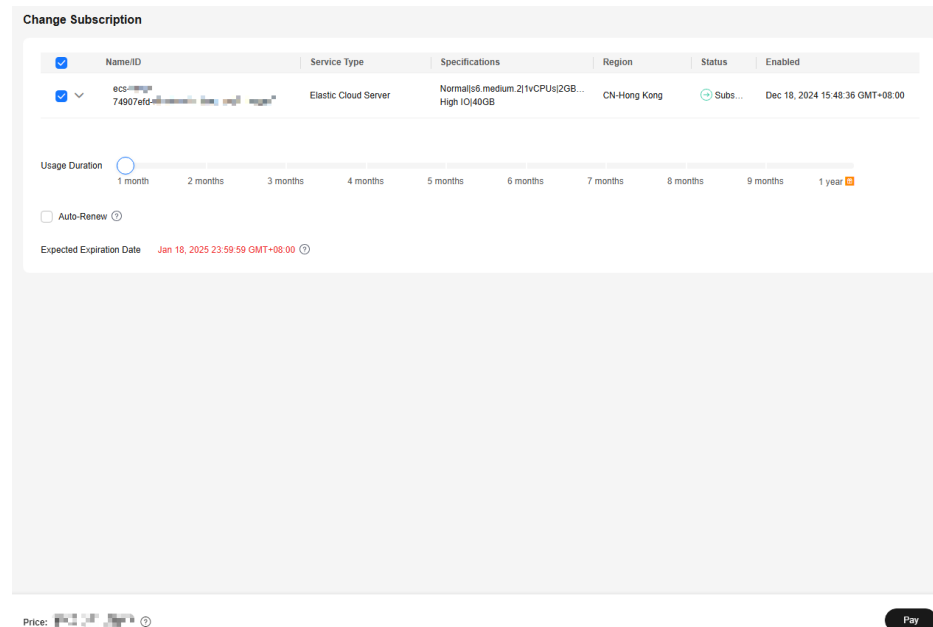 Change Subscription
Name/ID Service Type Specifications Region Status Enabled
ecs-
74907efd-
Elastic Cloud Server
Normal|s6.medium.2|1vCPUs|2GB...
High IO|40GB
CN-Hong Kong
Subs...
Dec 18, 2024 15:48:36 GMT+08:00
Usage Duration
1 month 2 months 3 months 4 months 5 months 6 months 7 months 8 months 9 months 1 year
Auto-Renew ?
Expected Expiration Date Jan 18, 2025 23:59:59 GMT+08:00 ?
Price: ?
Pay